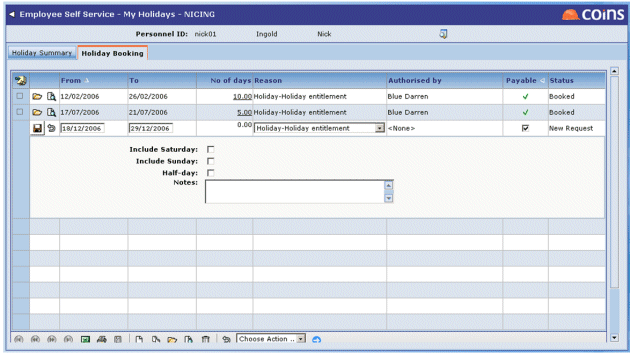 Employee Self Service - My Holidays - NICING
coins
Personnel ID: nick01 Ingold Nick
Holiday Summary Holiday Booking
From To No of days Reason Authorised by Payable Status
12/02/2006 26/02/2006 10.00 Holiday-Holiday entitlement Blue Darren Booked
17/07/2006 21/07/2006 5.00 Holiday-Holiday entitlement Blue Darren Booked
18/12/2006 29/12/2006 0.00 Holiday-Holiday entitlement <None> New Request
Include Saturday:
Include Sunday:
Half-day:
Notes:
Choose Action ..